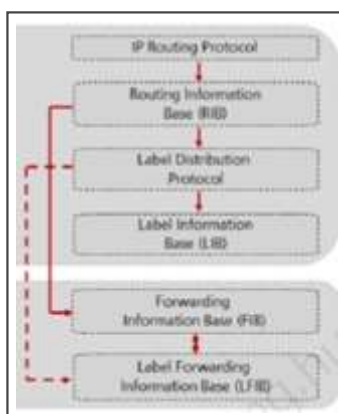 IP Routing Protocol
Routing Information
Base (RIB)
Label Distribution
Protocol
Label Information
Base (LIB)
Forwarding
Information Base (FIB)
Label Forwarding
Information Base (LFIB)